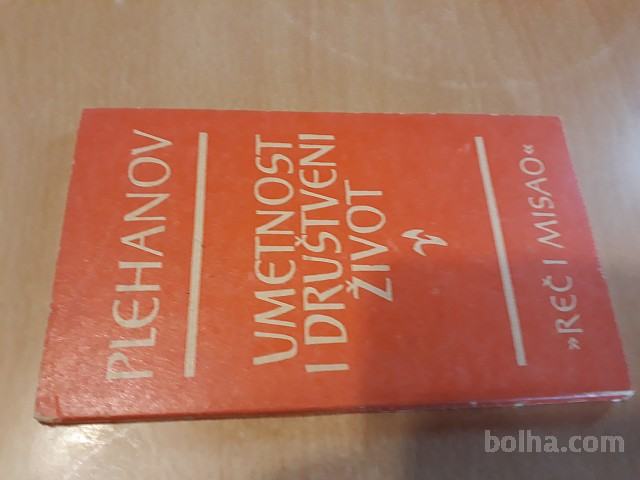 PLEHANOV
UMETNOST
I DRUŠTVENI
ŽIVOT
»REČ I MISAO«
bolha.com